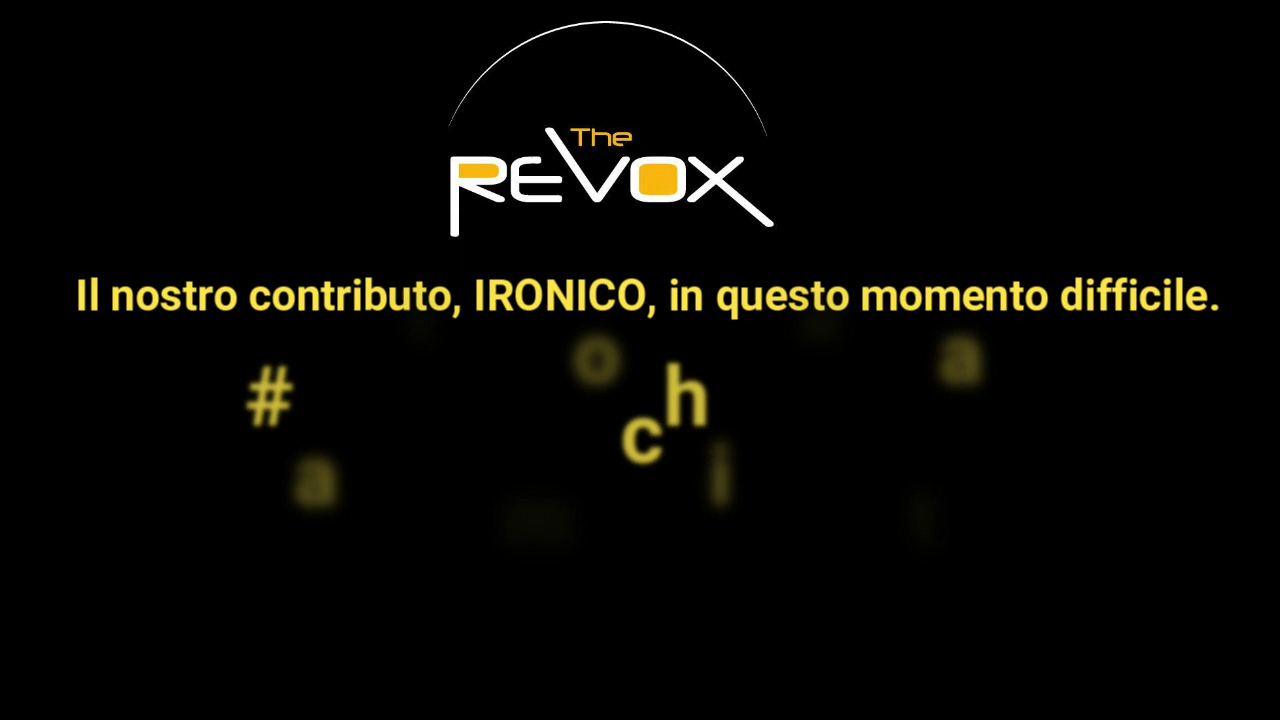 The
REVOX
Il nostro contributo, IRONICO, in questo momento difficile.
# o c h a
a i